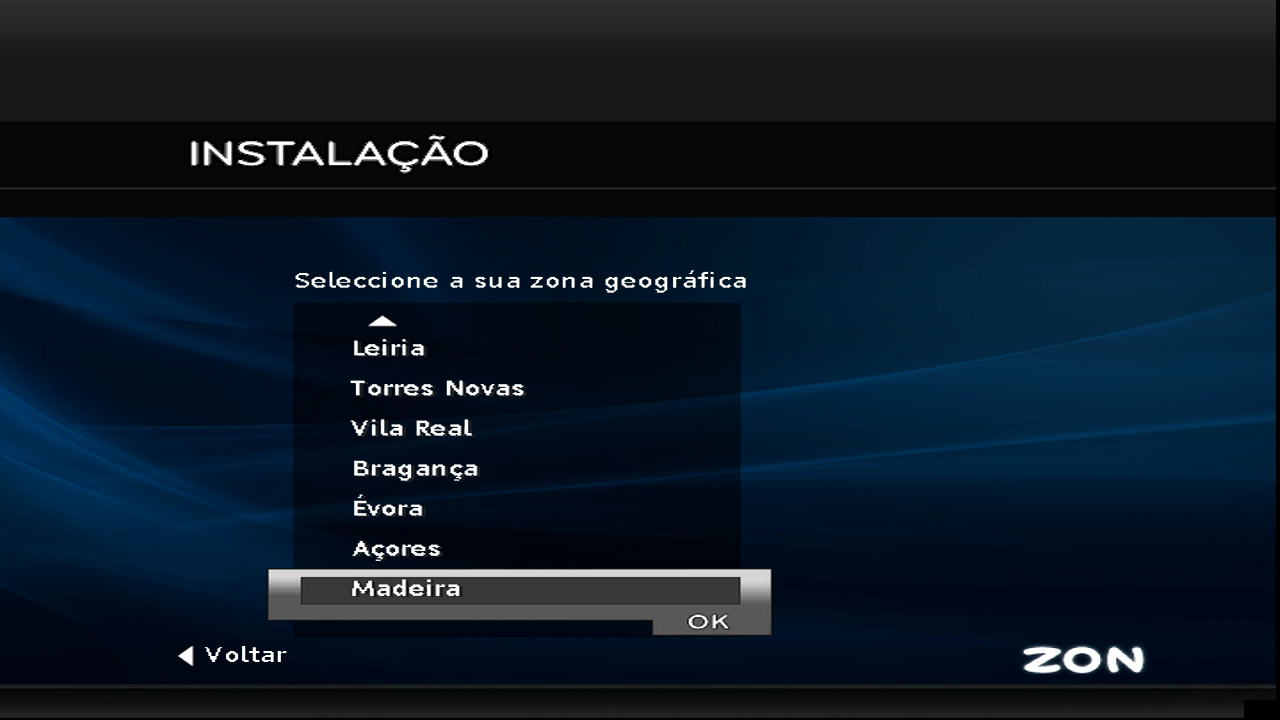 INSTALAÇÃO
Seleccione a sua zona geográfica
Leiria
Torres Novas
Vila Real
Bragança
Évora
Açores
Madeira
OK
Voltar
ZON